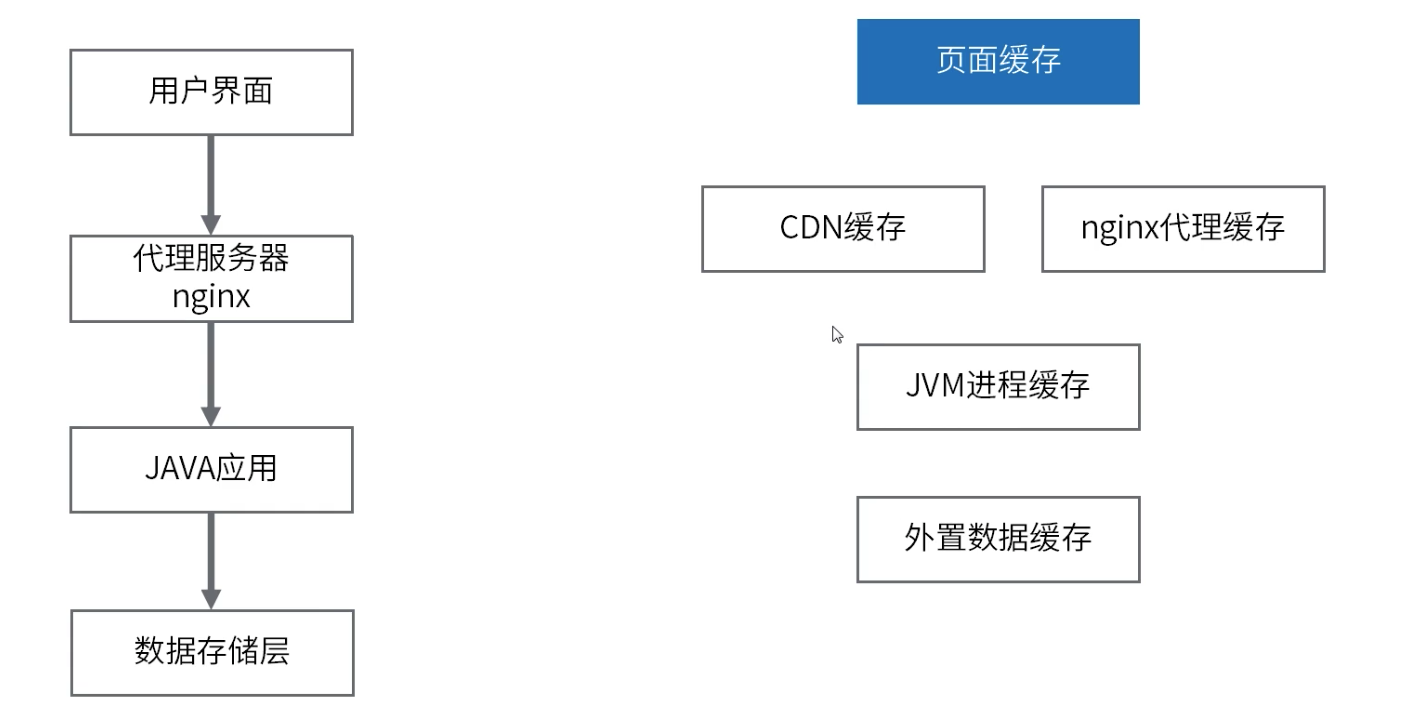 用户界面
代理服务器
nginx
JAVA应用
数据存储层
页面缓存
CDN缓存
nginx代理缓存
JVM进程缓存
外置数据缓存